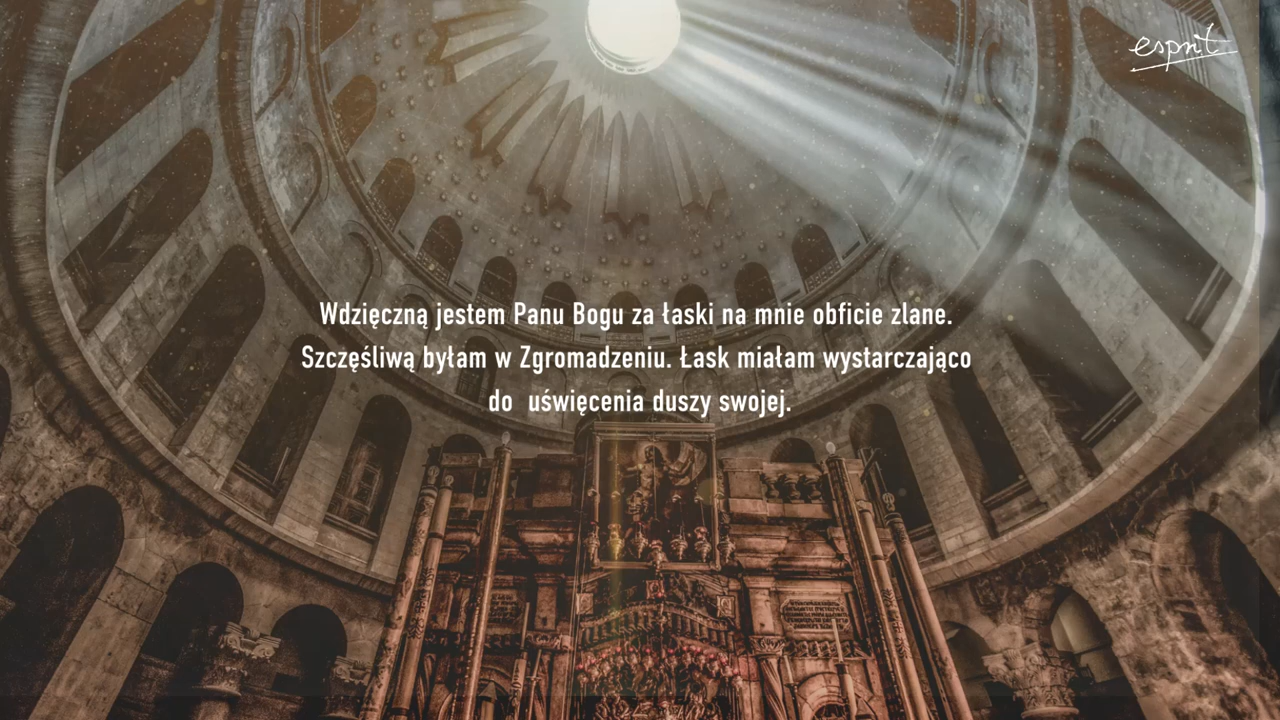 esprit
Wdzięczną jestem Panu Bogu za łaski na mnie obficie zlane.
Szczęśliwą byłam w Zgromadzeniu. Łask miałam wystarczająco
do  uświęcenia duszy swojej.